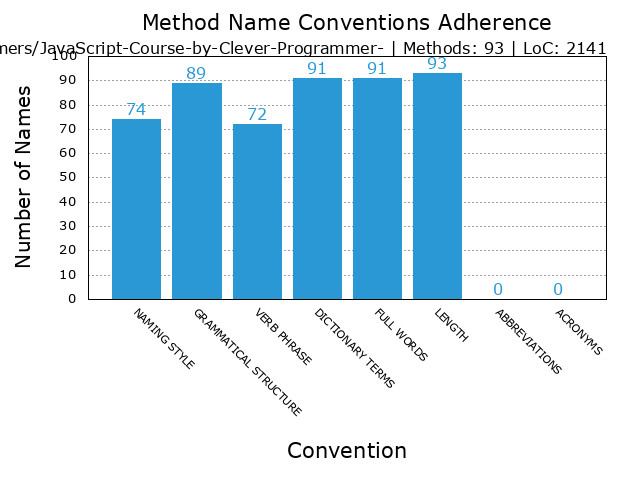 Method Name Conventions Adherence
mers/JavaScript-Course-by-Clever-Programmer- | Methods: 93 | LoC: 2141
Number of Names
100
90
80
70
60
50
40
30
20
10
0
74
89
72
91
91
93
0
0
NAMING STYLE
GRAMMATICAL STRUCTURE
VERB PHRASE
DICTIONARY TERMS
FULL WORDS
LENGTH
ABBREVIATIONS
ACRONYMS
Convention